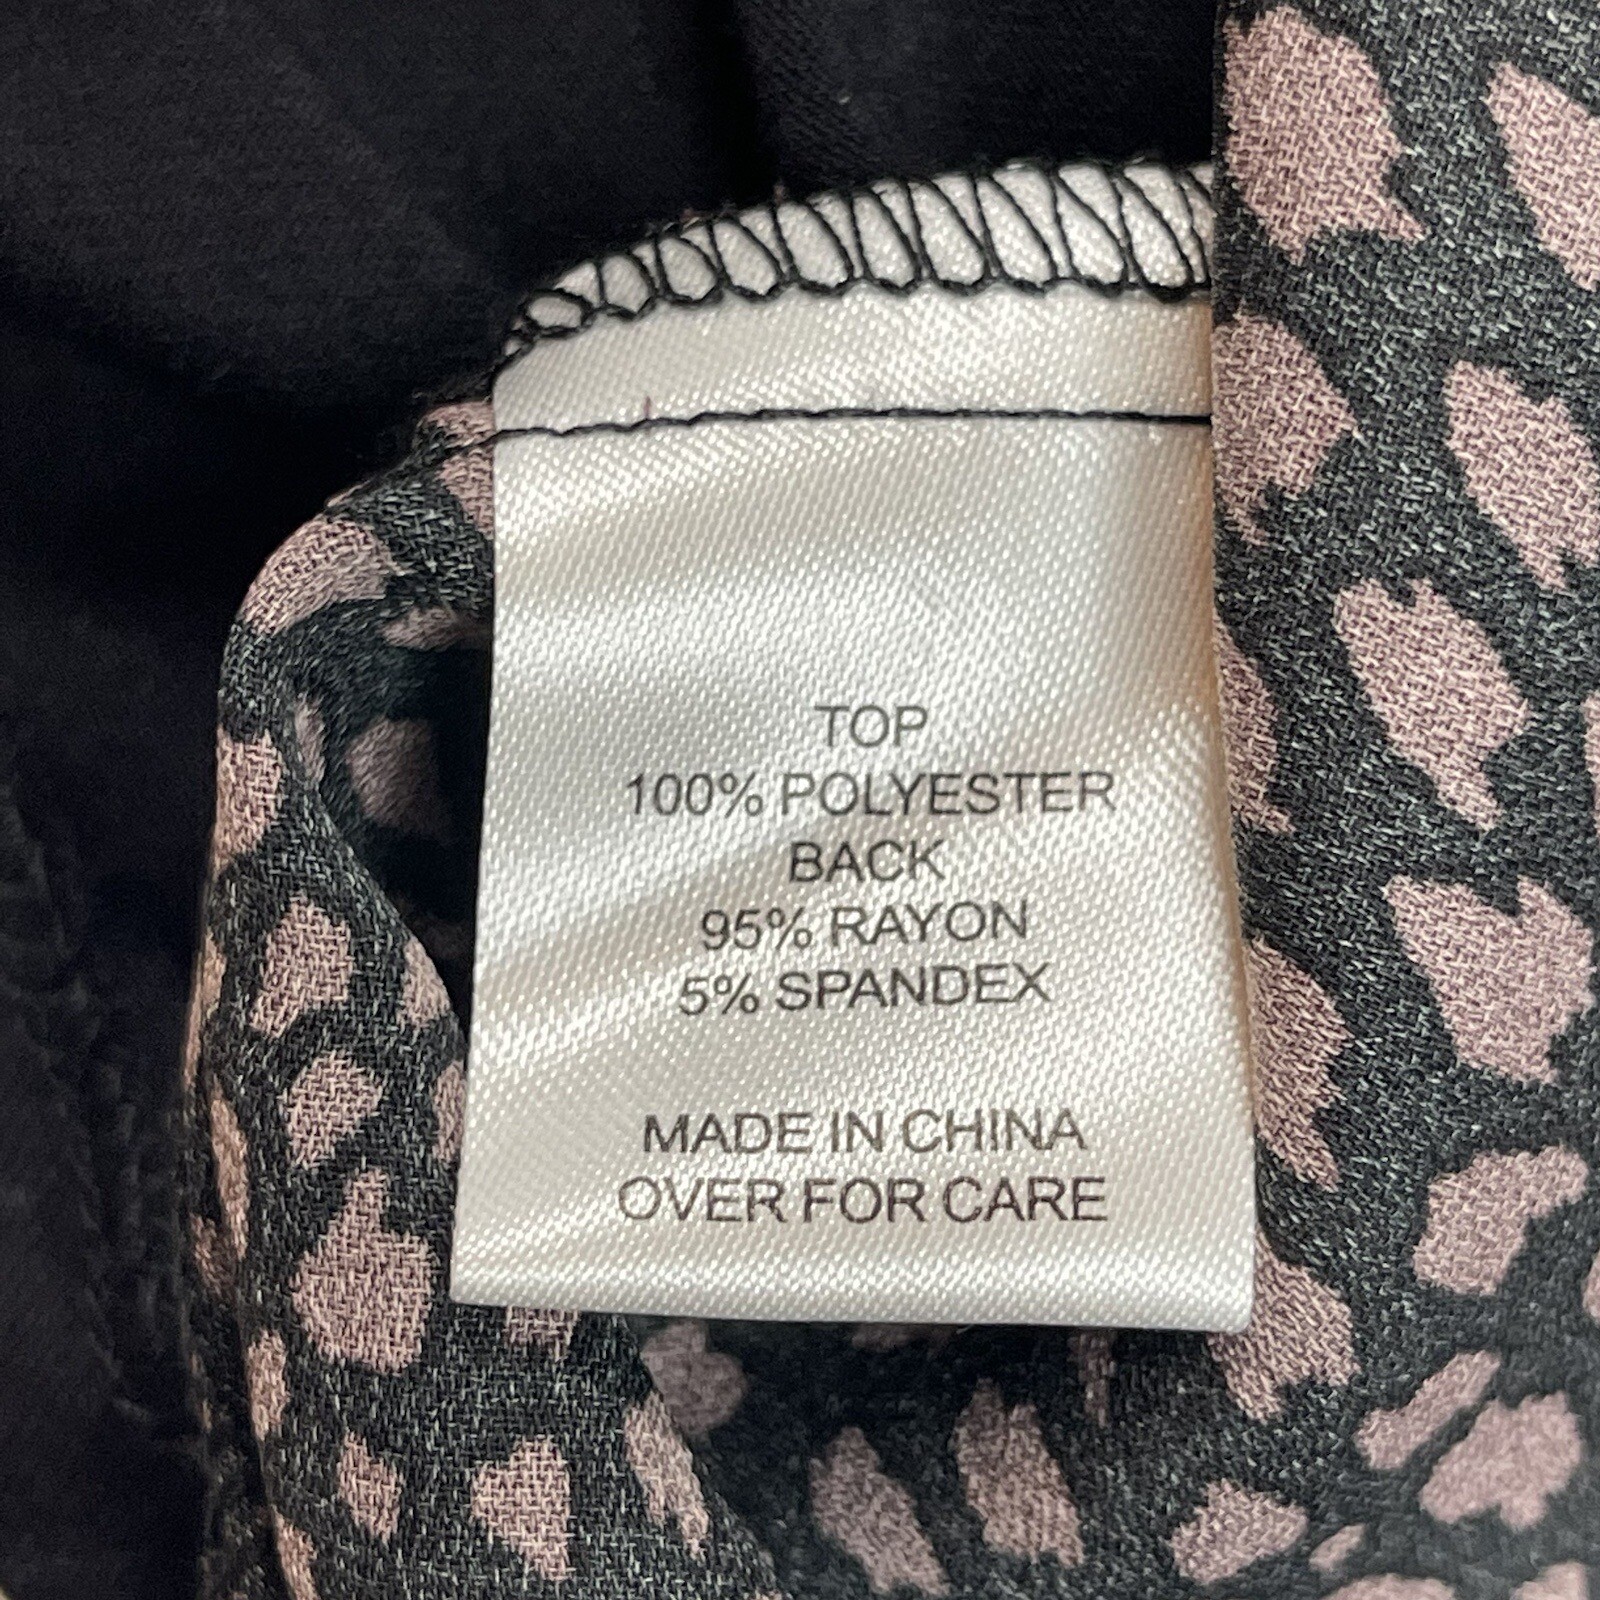 TOP
100% POLYESTER
BACK
95% RAYON
5% SPANDEX
MADE IN CHINA
OVER FOR CARE